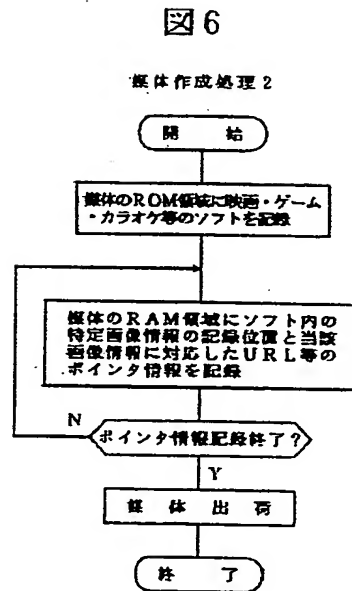 図6
媒体作成処理2
開　始
媒体のROM領域に映画・ゲーム
・カラオケ等のソフトを記録
媒体のRAM領域にソフト内の
特定画像情報の記録位置と当該
画像情報に対応したURL等の
ポインタ情報を記録
N
ポインタ情報記録終了?
Y
媒　体　出　荷
終　了